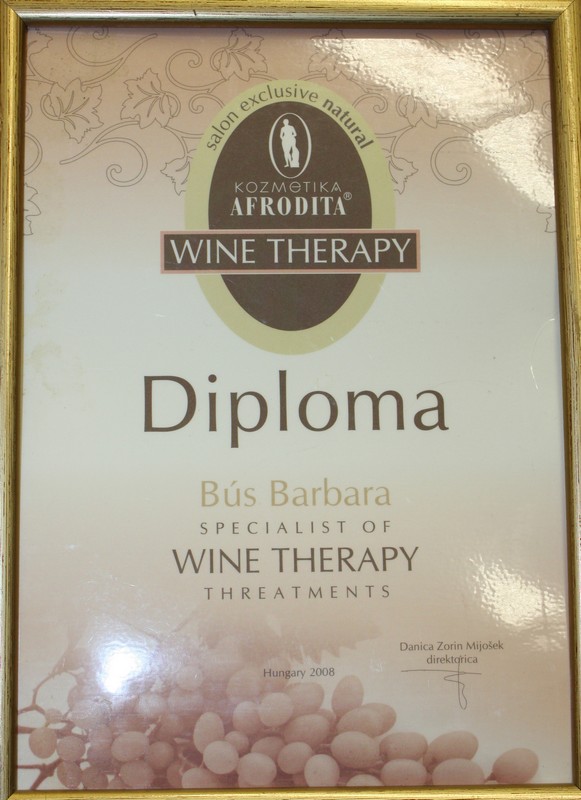 salon exclusive natural
KOZMETIKA
AFRODITA®
WINE THERAPY
Diploma
Bús Barbara
SPECIALIST OF
WINE THERAPY
THREATMENTS
Danica Zorin Mijošek
direktorica
Hungary 2008